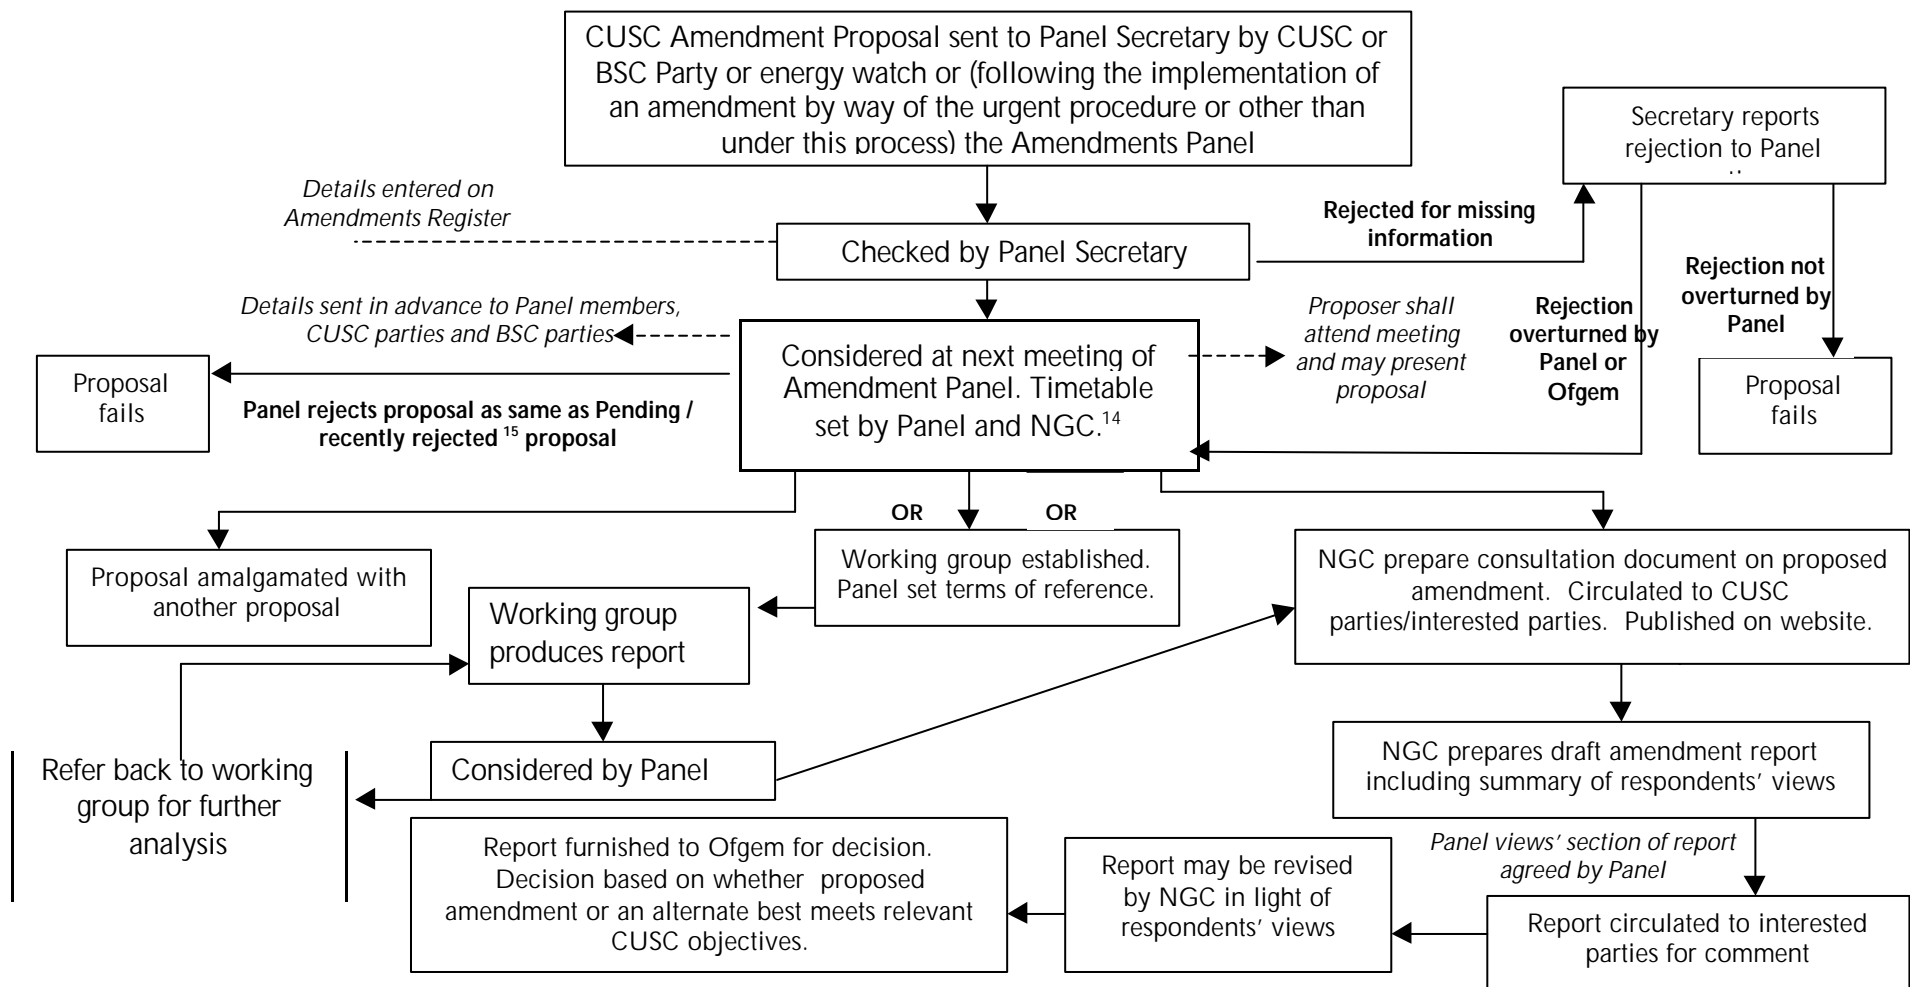 CUSC Amendment Proposal sent to Panel Secretary by CUSC or
BSC Party or energy watch or (following the implementation of
an amendment by way of the urgent procedure or other than
under this process) the Amendments Panel
Secretary reports
rejection to Panel
Details entered on
Amendments Register
Checked by Panel Secretary
Rejected for missing
information
Rejection not
overturned by
Panel
Rejection
overturned by
Panel or
Ofgem
Details sent in advance to Panel members,
CUSC parties and BSC parties
Proposer shall
attend meeting
and may present
proposal
Considered at next meeting of
Amendment Panel. Timetable
set by Panel and NGC.14
Proposal
fails
Panel rejects proposal as same as Pending /
recently rejected 15 proposal
Proposal
fails
OR
OR
Proposal amalgamated with
another proposal
Working group established.
Panel set terms of reference.
NGC prepare consultation document on proposed
amendment. Circulated to CUSC
parties/interested parties. Published on website.
Working group
produces report
Considered by Panel
Refer back to working
group for further
analysis
NGC prepares draft amendment report
including summary of respondents’ views
Panel views’ section of report
agreed by Panel
Report circulated to interested
parties for comment
Report may be revised
by NGC in light of
respondents’ views
Report furnished to Ofgem for decision.
Decision based on whether proposed
amendment or an alternate best meets relevant
CUSC objectives.